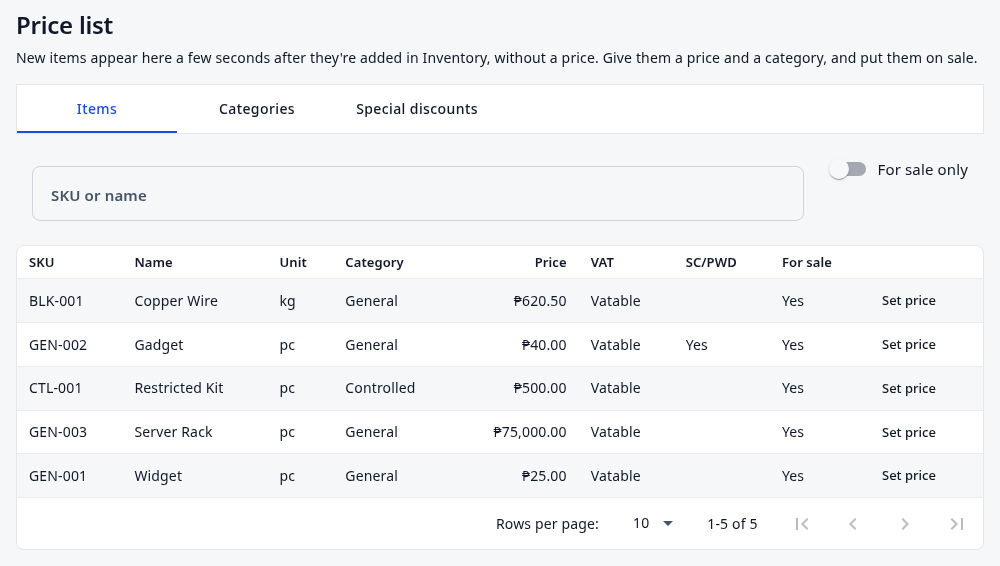 Price list
New items appear here a few seconds after they're added in Inventory, without a price. Give them a price and a category, and put them on sale.
Items Categories Special discounts
SKU or name
For sale only
SKU Name Unit Category Price VAT SC/PWD For sale
BLK-001 Copper Wire kg General ₱620.50 Vatable Yes Set price
GEN-002 Gadget pc General ₱40.00 Vatable Yes Yes Set price
CTL-001 Restricted Kit pc Controlled ₱500.00 Vatable Yes Set price
GEN-003 Server Rack pc General ₱75,000.00 Vatable Yes Set price
GEN-001 Widget pc General ₱25.00 Vatable Yes Set price
Rows per page: 10 1-5 of 5